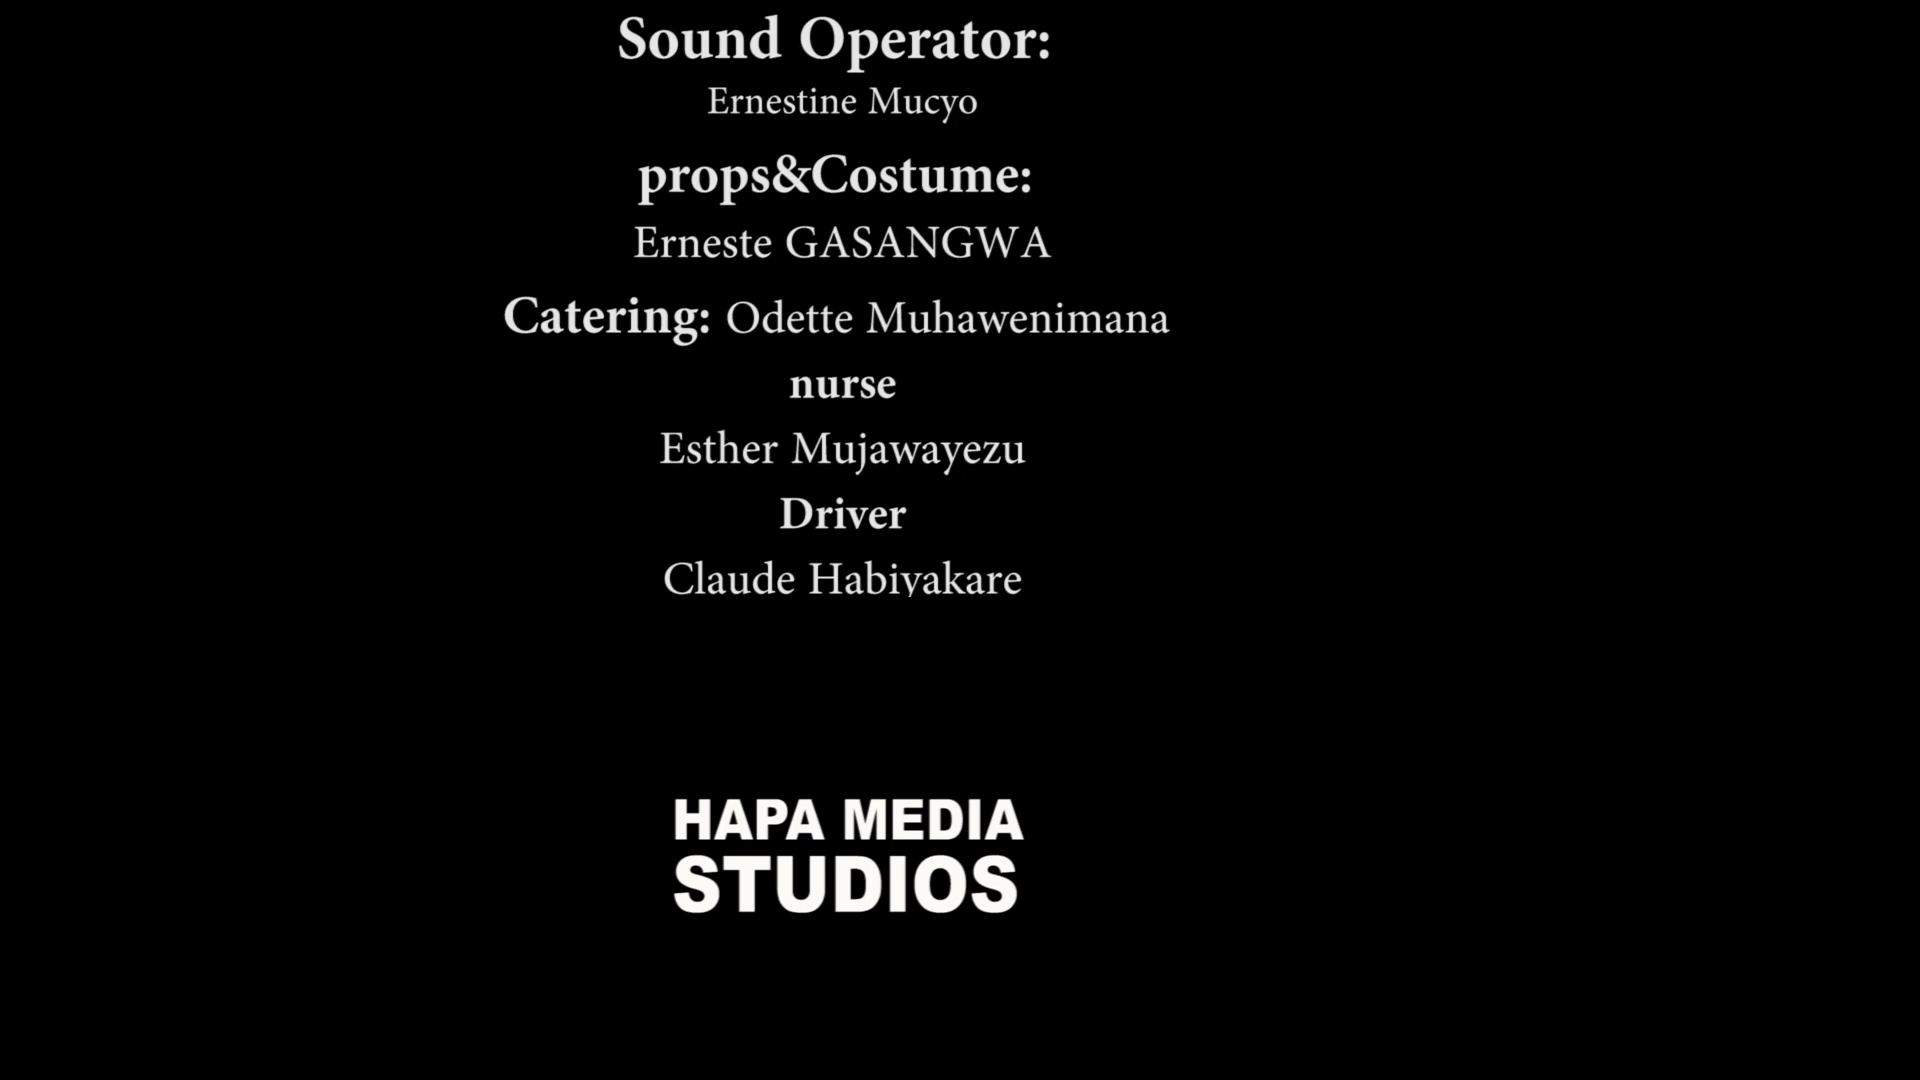 Sound Operator:
Ernestine Mucyo
props&Costume:
Erneste GASANGWA
Catering: Odette Muhawenimana
nurse
Esther Mujawayezu
Driver
Claude Habiyakare
HAPA MEDIA
STUDIOS